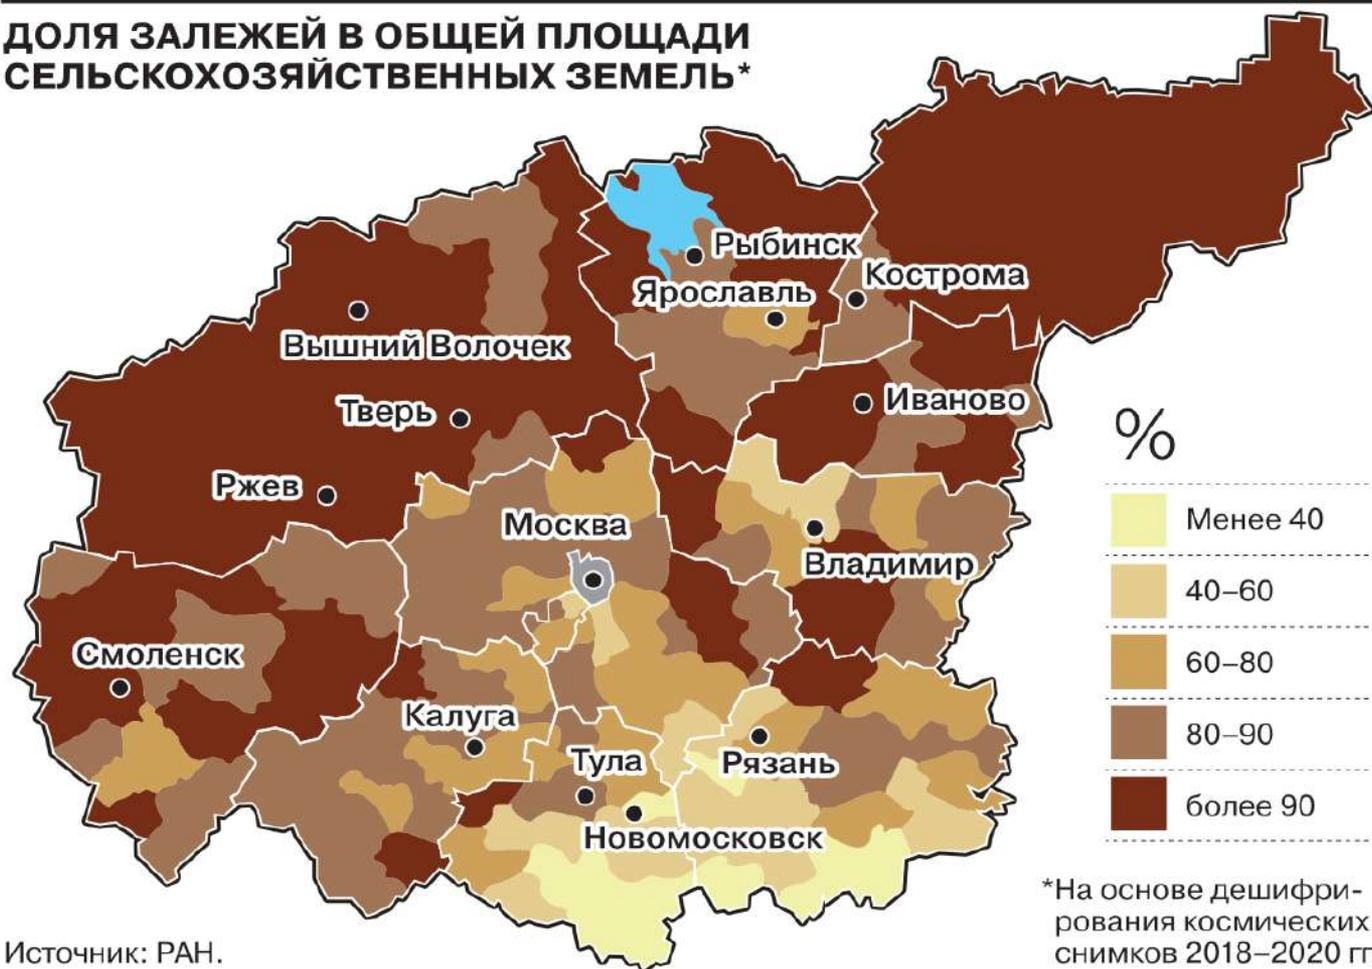 ДОЛЯ ЗАЛЕЖЕЙ В ОБЩЕЙ ПЛОЩАДИ
СЕЛЬСКОХОЗЯЙСТВЕННЫХ ЗЕМЕЛЬ*
Рыбинск
Кострома
Ярославль
Вышний Волочек
Иваново
Тверь
Ржев
Москва
Владимир
Смоленск
Калуга
Тула
Рязань
Новомосковск
%
Менее 40
40–60
60–80
80–90
более 90
*На основе дешифри-
рования космических
снимков 2018–2020 гг
Источник: РАН.